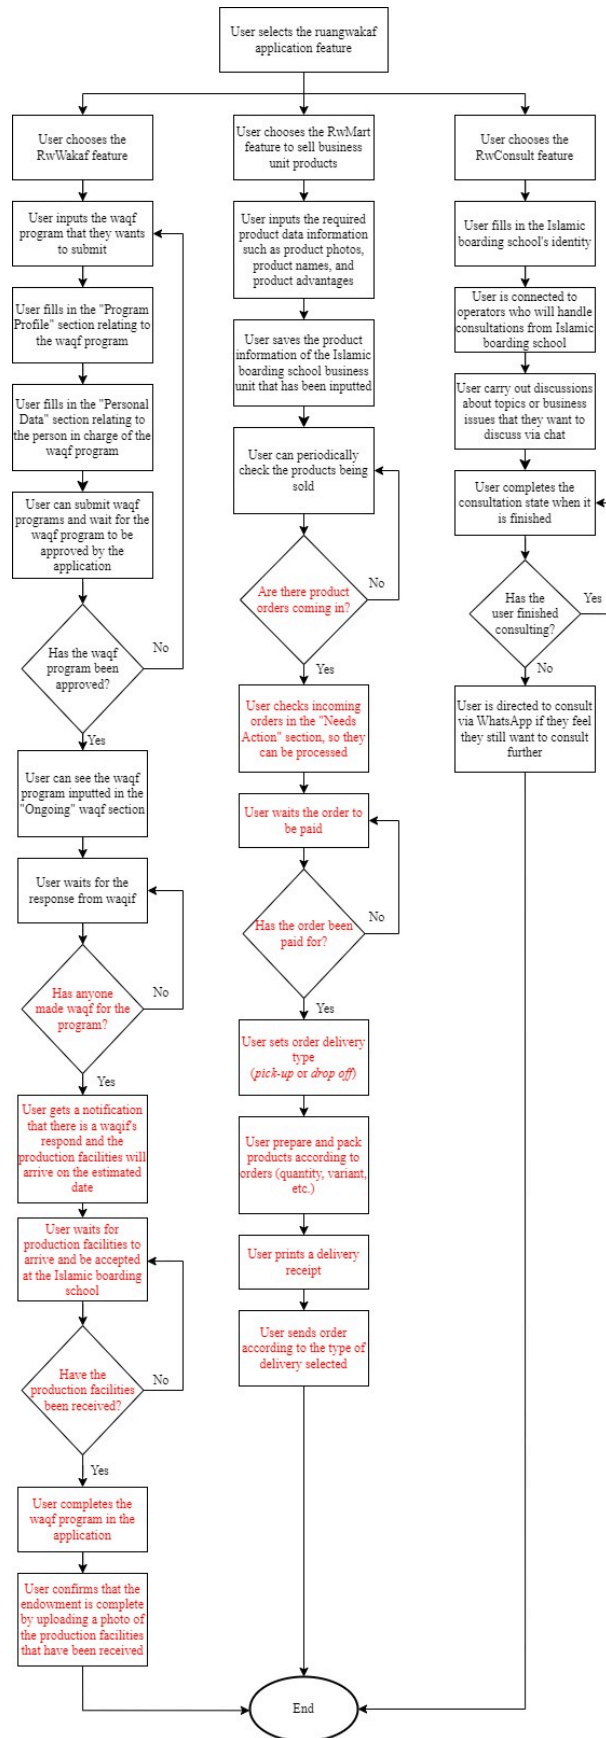 User selects the ruangwakaf
application feature
User chooses the
RwWakaf feature
User inputs the waqf
program that they wants
to submit
User fills in the "Program
Profile" section relating to
the waqf program
User fills in the "Personal
Data" section relating to
the person in charge of the
waqf program
User can submit waqf
programs and wait for the
waqf program to be
approved by the
application
Has the waqf
program been
approved?
No
Yes
User can see the waqf
program inputted in the
"Ongoing" waqf section
User waits for the
response from waqif
Has anyone
made waqf for the
program?
No
Yes
User gets a notification
that there is a waqif's
respond and the
production facilities will
arrive on the estimated
date
User waits for
production facilities to
arrive and be accepted
at the Islamic boarding
school
Have the
production facilities
been received?
No
Yes
User completes the
waqf program in the
application
User confirms that the
endowment is complete
by uploading a photo of
the production facilities
that have been received
User chooses the RwMart
feature to sell business
unit products
User inputs the required
product data information
such as product photos,
product names, and
product advantages
User saves the product
information of the Islamic
boarding school business
unit that has been inputted
User can periodically
check the products being
sold
Are there product
orders coming in?
No
Yes
User checks incoming
orders in the "Needs
Action" section, so they
can be processed
User waits the order to
be paid
Has the order been
paid for?
No
Yes
User sets order delivery
type
(pick-up or drop off)
User prepare and pack
products according to
orders (quantity, variant,
etc.)
User prints a delivery
receipt
User sends order
according to the type of
delivery selected
User chooses the
RwConsult feature
User fills in the Islamic
boarding school's identity
User is connected to
operators who will handle
consultations from Islamic
boarding school
User carry out discussions
about topics or business
issues that they want to
discuss via chat
User completes the
consultation state when it
is finished
Has the
user finished
consulting?
Yes
No
User is directed to consult
via WhatsApp if they feel
they still want to consult
further
End